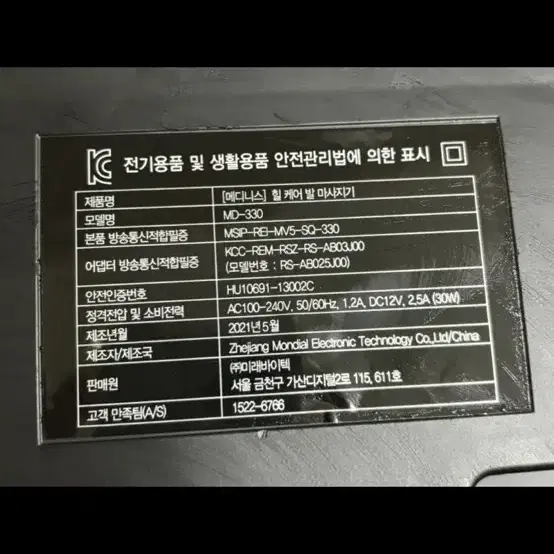 KC 전기용품 및 생활용품 안전관리법에 의한 표시
제품명 [메디니스] 힐 케어 발 마사지기
모델명 MD-330
본품 방송통신적합필증 MSIP-REI-MV5-SQ-330
어댑터 방송통신적합필증 KCC-REM-RSZ-RS-AB03J00
(모델번호 : RS-AB025J00)
안전인증번호 HU10691-13002C
정격전압 및 소비전력 AC100-240V, 50/60Hz, 1.2A, DC12V, 2.5A (30W)
제조년월 2021년 5월
제조자/제조국 Zhejiang Mondial Electronic Technology Co.,Ltd/China
판매원 ㈜미래바이텍
서울 금천구 가산디지털2로 115, 611호
고객 만족팀(A/S) 1522-6766